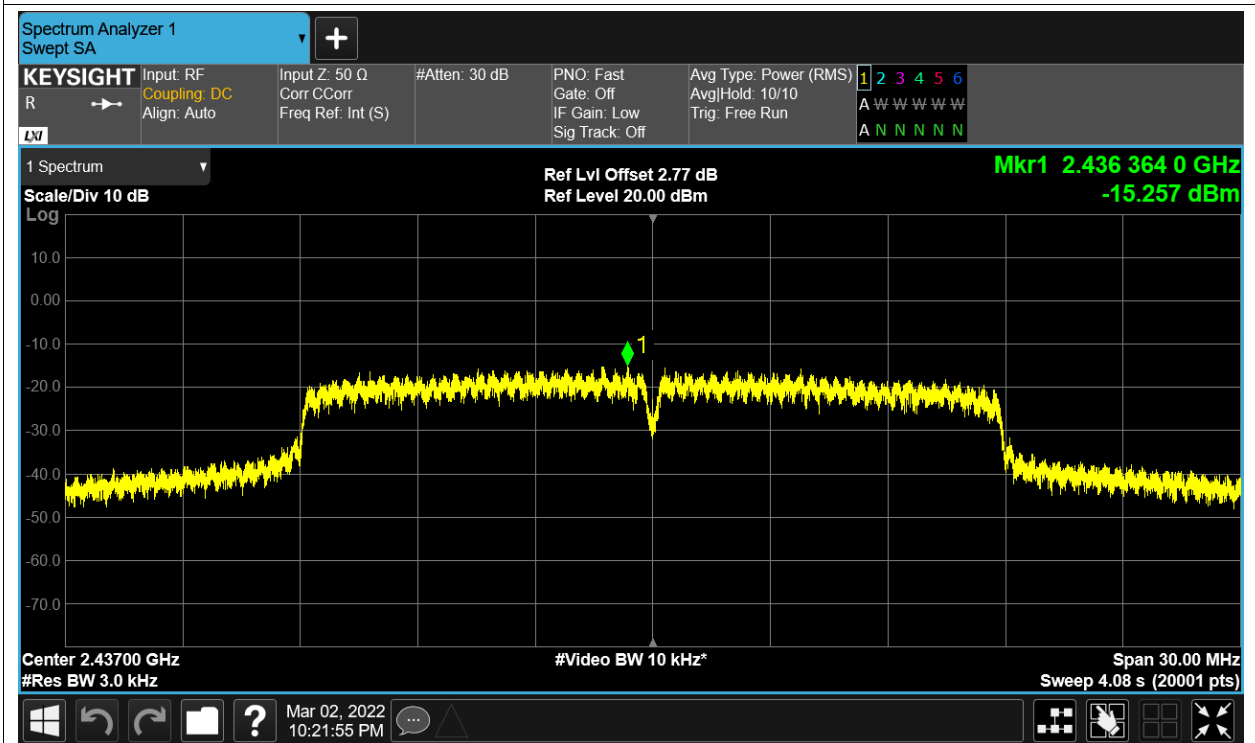 Spectrum Analyzer 1
Swept SA
KEYSIGHT
R
LXI
Input: RF
Coupling: DC
Align: Auto
Input Z: 50 Ω
Corr CCorr
Freq Ref: Int (S)
#Atten: 30 dB
PNO: Fast
Gate: Off
IF Gain: Low
Sig Track: Off
Avg Type: Power (RMS)
Avg|Hold: 10/10
Trig: Free Run
1 2 3 4 5 6
A W W W W W
A N N N N N
1 Spectrum
Scale/Div 10 dB
Ref Lvl Offset 2.77 dB
Ref Level 20.00 dBm
Mkr1 2.436 364 0 GHz
-15.257 dBm
Log
10.0
0.00
-10.0
1
-20.0
-30.0
-40.0
-50.0
-60.0
-70.0
Center 2.43700 GHz
#Video BW 10 kHz*
Span 30.00 MHz
#Res BW 3.0 kHz
Sweep 4.08 s (20001 pts)
?
Mar 02, 2022
10:21:55 PM